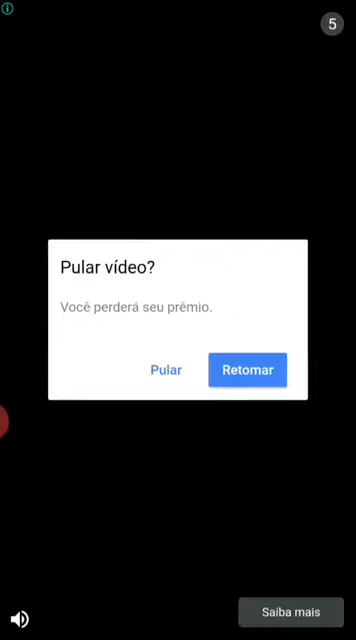 5
Pular vídeo?
Você perderá seu prêmio.
Pular Retomar
Saiba mais